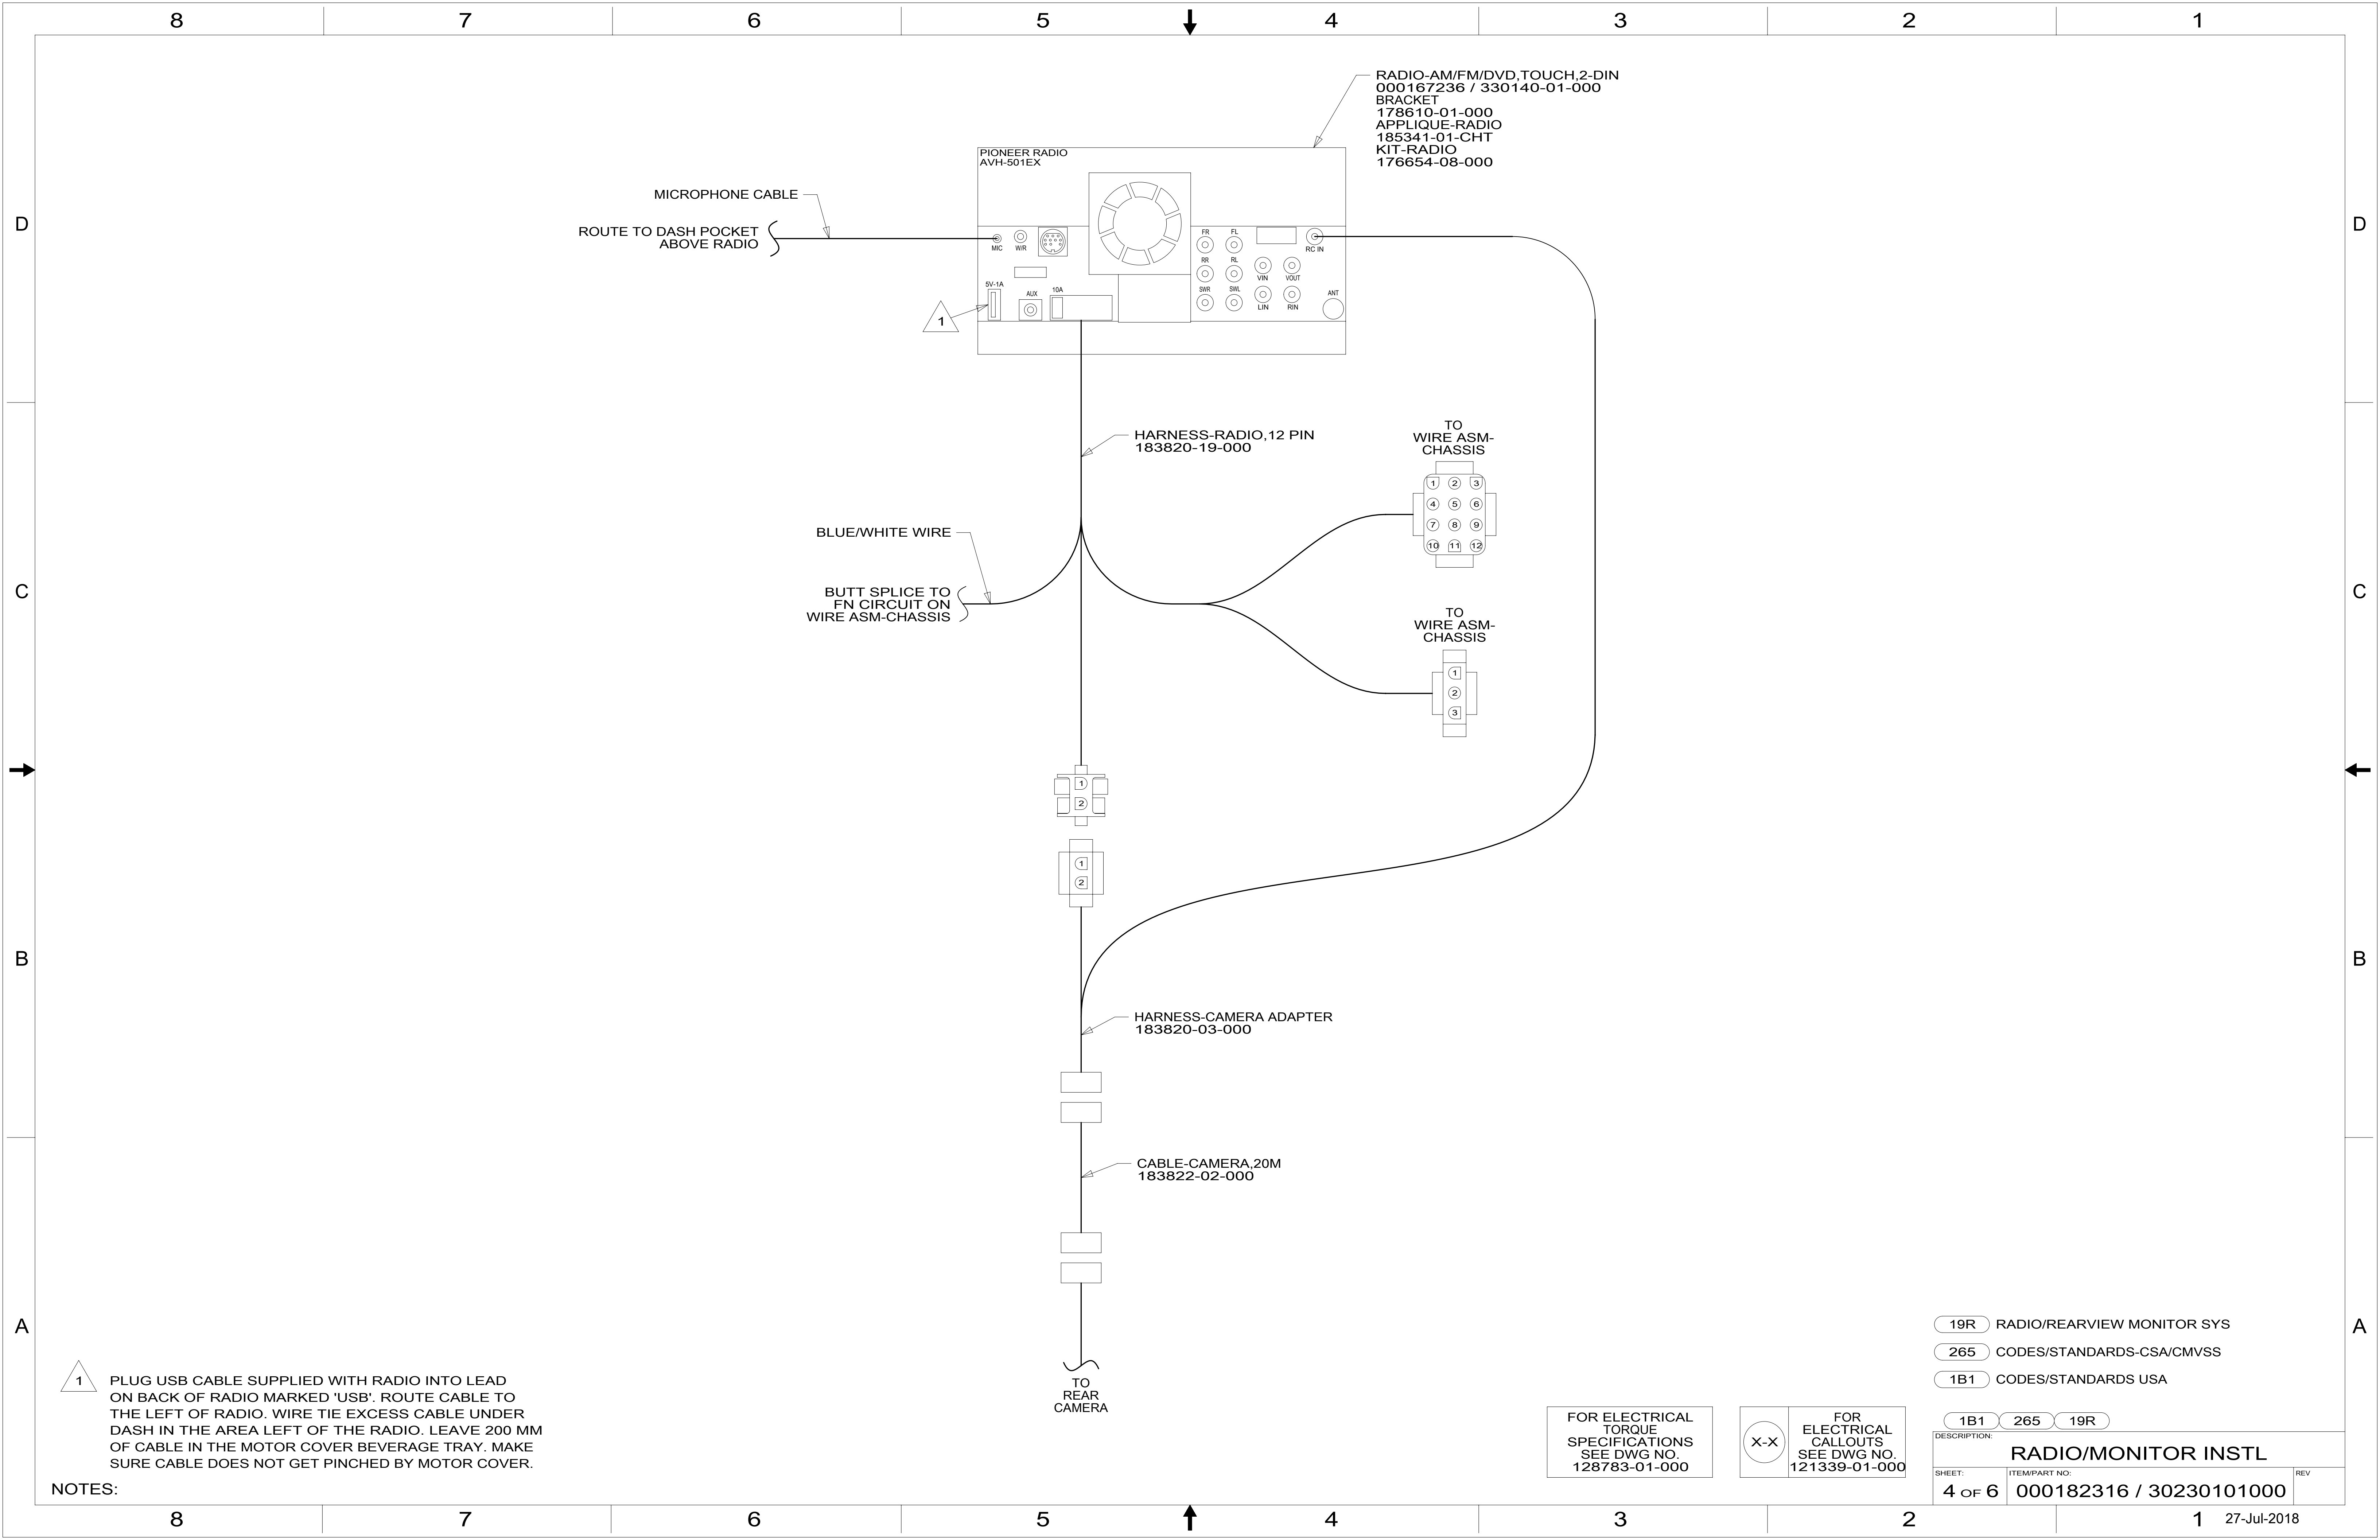 8 7 6 5 4 3 2 1
RADIO-AM/FM/DVD,TOUCH,2-DIN
000167236 / 330140-01-000
BRACKET
178610-01-000
APPLIQUE-RADIO
185341-01-CHT
KIT-RADIO
176654-08-000
PIONEER RADIO
AVH-501EX
MICROPHONE CABLE
ROUTE TO DASH POCKET
ABOVE RADIO
D
D
MIC
W/R
FR
FL
RC IN
RR
RL
VIN
VOUT
5V-1A
AUX
10A
SWR
SWL
LIN
RIN
ANT
1
HARNESS-RADIO,12 PIN
183820-19-000
TO
WIRE ASM-
CHASSIS
1 2 3
4 5 6
7 8 9
10 11 12
BLUE/WHITE WIRE
BUTT SPLICE TO
FN CIRCUIT ON
WIRE ASM-CHASSIS
C
C
TO
WIRE ASM-
CHASSIS
1
2
3
1
2
1
2
B
B
HARNESS-CAMERA ADAPTER
183820-03-000
CABLE-CAMERA,20M
183822-02-000
A
A
TO
REAR
CAMERA
1
PLUG USB CABLE SUPPLIED WITH RADIO INTO LEAD
ON BACK OF RADIO MARKED 'USB'. ROUTE CABLE TO
THE LEFT OF RADIO. WIRE TIE EXCESS CABLE UNDER
DASH IN THE AREA LEFT OF THE RADIO. LEAVE 200 MM
OF CABLE IN THE MOTOR COVER BEVERAGE TRAY. MAKE
SURE CABLE DOES NOT GET PINCHED BY MOTOR COVER.
NOTES:
FOR ELECTRICAL
TORQUE
SPECIFICATIONS
SEE DWG NO.
128783-01-000
X-X
FOR
ELECTRICAL
CALLOUTS
SEE DWG NO.
121339-01-000
19R RADIO/REARVIEW MONITOR SYS
265 CODES/STANDARDS-CSA/CMVSS
1B1 CODES/STANDARDS USA
1B1 265 19R
DESCRIPTION:
RADIO/MONITOR INSTL
SHEET:
4 OF 6
ITEM/PART NO:
000182316 / 30230101000
REV
8 7 6 5 4 3 2 1
27-Jul-2018